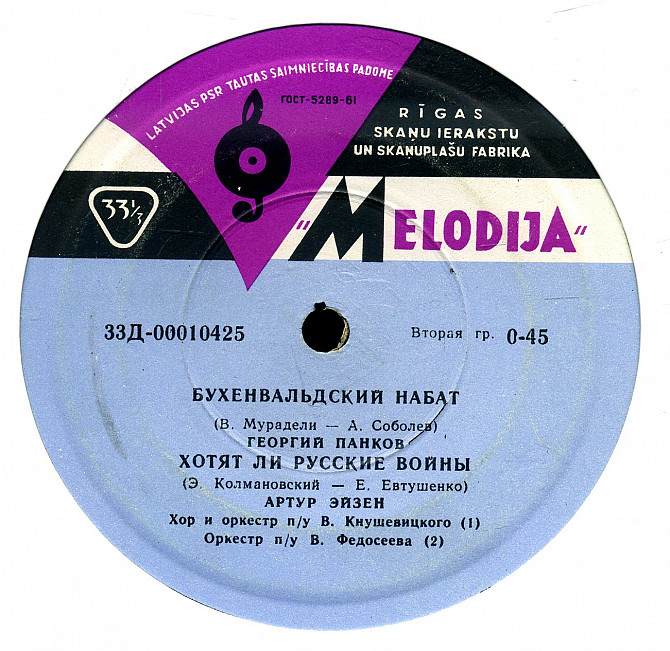 LATVIJAS PSR TAUTAS SAIMNIECĪBAS PADOME
ГОСТ-5289-61
RĪGAS
SKAŅU IERAKSTU
UN SKAŅUPLAŠU FABRIKA
33⅓
"MELODIJA"
33Д-00010425
Вторая гр. 0-45
БУХЕНВАЛЬДСКИЙ НАБАТ
(В. Мурадели — А. Соболев)
ГЕОРГИЙ ПАНКОВ
ХОТЯТ ЛИ РУССКИЕ ВОЙНЫ
(Э. Колмановский — Е. Евтушенко)
АРТУР ЭЙЗЕН
Хор и оркестр п/у В. Кнушевицкого (1)
Оркестр п/у В. Федосеева (2)